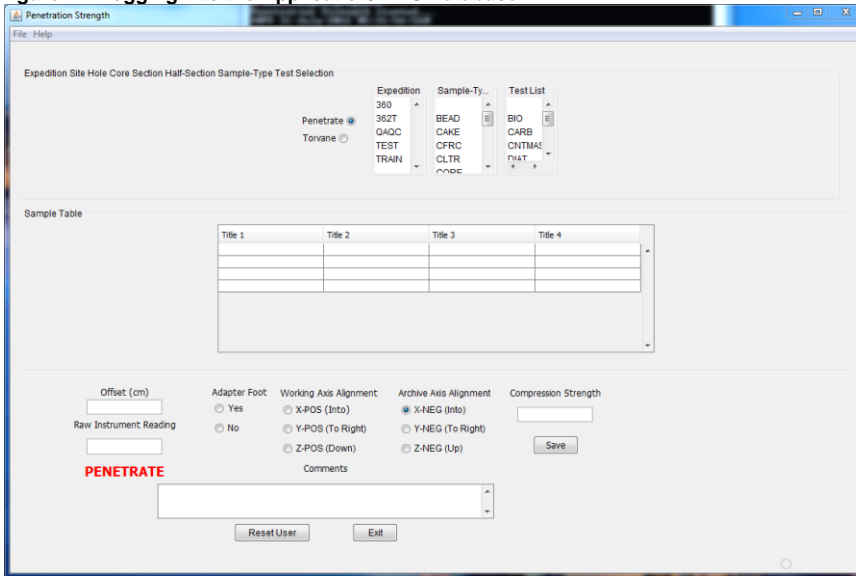 Penetration Strength
File Help
Expedition Site Hole Core Section Half-Section Sample-Type Test Selection
Expedition Sample-Ty... Test List
Penetrate
Torvane
360
362T
QAQC
TEST
TRAIN
BEAD
CAKE
CFRC
CLTR
CORE
BIO
CARB
CNTMAS
DIAT
Sample Table
Title 1 Title 2 Title 3 Title 4
Offset (cm) Adapter Foot Working Axis Alignment Archive Axis Alignment Compression Strength
Yes X-POS (Into) X-NEG (Into)
Raw Instrument Reading No Y-POS (To Right) Y-NEG (To Right)
Z-POS (Down) Z-NEG (Up) Save
PENETRATE Comments
Reset User Exit